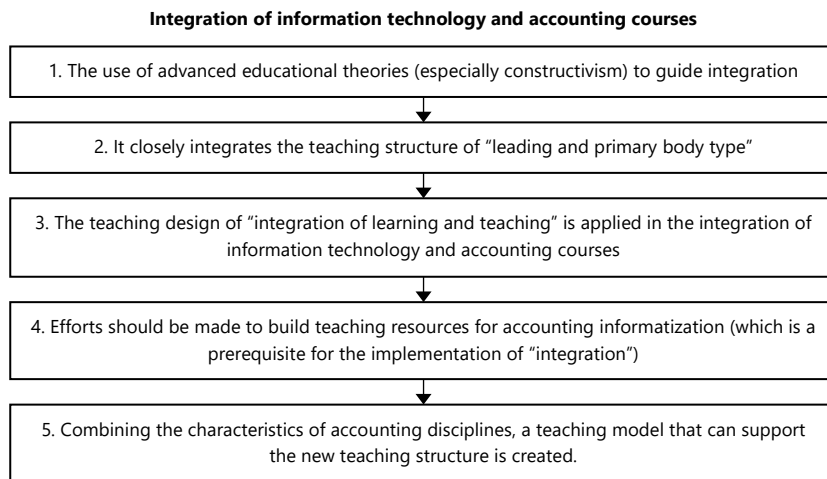 Integration of information technology and accounting courses
1. The use of advanced educational theories (especially constructivism) to guide integration
2. It closely integrates the teaching structure of “leading and primary body type”
3. The teaching design of “integration of learning and teaching” is applied in the integration of
information technology and accounting courses
4. Efforts should be made to build teaching resources for accounting informatization (which is a
prerequisite for the implementation of “integration”)
5. Combining the characteristics of accounting disciplines, a teaching model that can support
the new teaching structure is created.